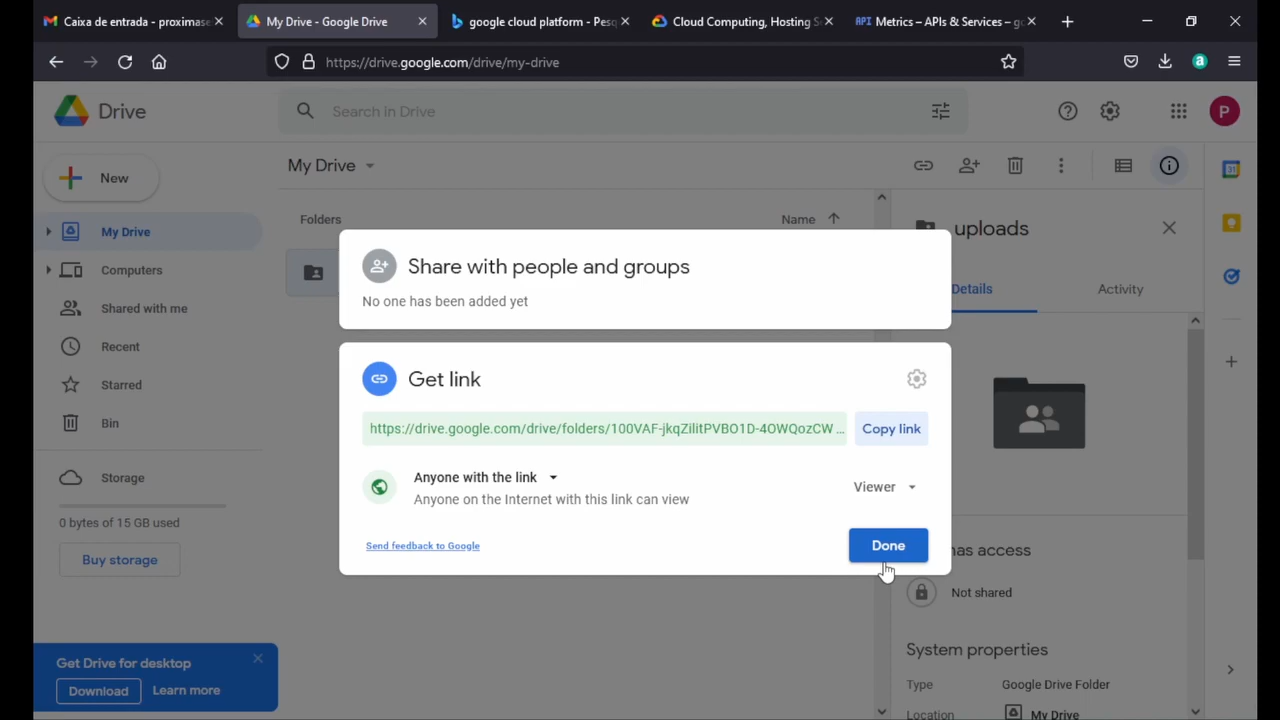 Caixa de entrada - proximase
My Drive - Google Drive
google cloud platform - Pesq
Cloud Computing, Hosting S
API Metrics – APIs & Services – go
https://drive.google.com/drive/my-drive
a
Drive
Search in Drive
P
New
My Drive
31
My Drive
Computers
Shared with me
Recent
Starred
Bin
Storage
0 bytes of 15 GB used
Buy storage
Folders
Name
uploads
Details
Activity
Share with people and groups
No one has been added yet
Get link
https://drive.google.com/drive/folders/100VAF-jkqZilitPVBO1D-4OWQozCW ...
Copy link
Anyone with the link
Anyone on the Internet with this link can view
Viewer
Send feedback to Google
Done
has access
Not shared
System properties
Type
Google Drive Folder
Location
My Drive
Get Drive for desktop
Download
Learn more